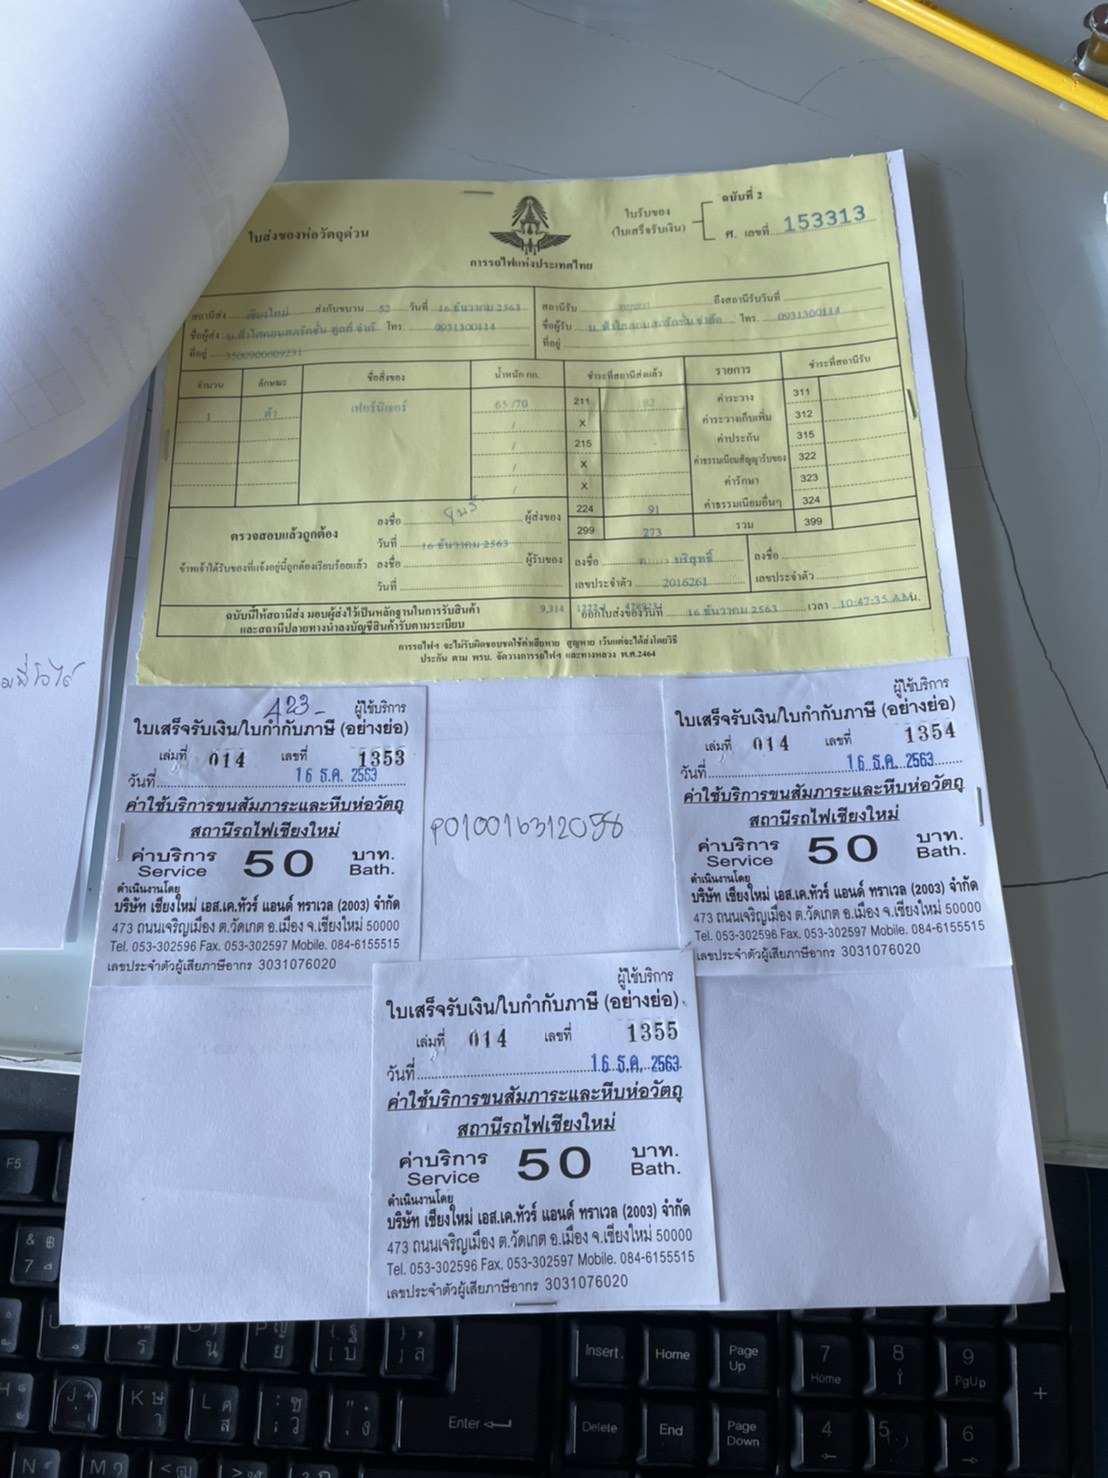 ใบส่งของห่อวัตถุด่วน
การรถไฟแห่งประเทศไทย
ใบรับของ
(ใบเสร็จรับเงิน)
ฉบับที่ 2
ศ. เลขที่ 153313
สถานีส่ง เชียงใหม่ ส่งกับขบวน 52 วันที่ 16 ธันวาคม 2563
ชื่อผู้ส่ง โทร 0931300114
ที่อยู่ 3500900009231
สถานีรับ ถึงสถานีรับวันที่
ชื่อผู้รับ โทร. 0931300114
ที่อยู่
จำนวน ลักษณะ ชื่อสิ่งของ น้ำหนัก กก. ชำระที่สถานีส่งแล้ว รายการ ชำระที่สถานีรับ
1 ตัว เฟอร์นิเจอร์ 65/70 211 182 ค่าระวาง 311
X ค่าระวางเก็บเพิ่ม 312
215 - ค่าประกัน 315
X ค่าธรรมเนียมสัญญารับของ 322
X ค่ารักษา 323
224 91 ค่าธรรมเนียมอื่นๆ 324
299 273 รวม 399
ตรวจสอบแล้วถูกต้อง
ลงชื่อ ผู้ส่งของ
วันที่ 16 ธันวาคม 2563
ข้าพเจ้าได้รับของที่แจ้งอยู่นี้ถูกต้องเรียบร้อยแล้ว ลงชื่อ ผู้รับของ
วันที่
ลงชื่อ บริสุทธิ์
เลขประจำตัว 2016261
ลงชื่อ
เลขประจำตัว
ฉบับนี้ให้สถานีส่ง มอบผู้ส่งไว้เป็นหลักฐานในการรับสินค้า
และสถานีปลายทางนำลงบัญชีสินค้ารับตามระเบียบ
9,314
ออกใบส่งของวันที่ 16 ธันวาคม 2563 เวลา 10:47:35 AM น.
การรถไฟฯ จะไม่รับผิดชอบชดใช้ค่าเสียหาย สูญหาย เว้นแต่จะได้ส่งโดยวิธี
ประกัน ตาม พรบ. จัดวางการรถไฟฯ และทางหลวง พ.ศ.2464
423-
ผู้ใช้บริการ
ใบเสร็จรับเงิน/ใบกำกับภาษี (อย่างย่อ)
เล่มที่ 014 เลขที่ 1353
วันที่ 16 ธ.ค. 2563
ค่าใช้บริการขนสัมภาระและหีบห่อวัตถุ
สถานีรถไฟเชียงใหม่
ค่าบริการ 50 บาท.
Service Bath.
ดำเนินงานโดย
บริษัท เชียงใหม่ เอส.เค.ทัวร์ แอนด์ ทราเวล (2003) จำกัด
473 ถนนเจริญเมือง ต.วัดเกต อ.เมือง จ.เชียงใหม่ 50000
Tel. 053-302596 Fax. 053-302597 Mobile. 084-6155515
เลขประจำตัวผู้เสียภาษีอากร 3031076020
P010016312058
ผู้ใช้บริการ
ใบเสร็จรับเงิน/ใบกำกับภาษี (อย่างย่อ)
เล่มที่ 014 เลขที่ 1354
วันที่ 16 ธ.ค. 2563
ค่าใช้บริการขนสัมภาระและหีบห่อวัตถุ
สถานีรถไฟเชียงใหม่
ค่าบริการ 50 บาท.
Service Bath.
ดำเนินงานโดย
บริษัท เชียงใหม่ เอส.เค.ทัวร์ แอนด์ ทราเวล (2003) จำกัด
473 ถนนเจริญเมือง ต.วัดเกต อ.เมือง จ.เชียงใหม่ 50000
Tel. 053-302596 Fax. 053-302597 Mobile. 084-6155515
เลขประจำตัวผู้เสียภาษีอากร 3031076020
ผู้ใช้บริการ
ใบเสร็จรับเงิน/ใบกำกับภาษี (อย่างย่อ)
เล่มที่ 014 เลขที่ 1355
วันที่ 16 ธ.ค. 2563
ค่าใช้บริการขนสัมภาระและหีบห่อวัตถุ
สถานีรถไฟเชียงใหม่
ค่าบริการ 50 บาท.
Service Bath.
ดำเนินงานโดย
บริษัท เชียงใหม่ เอส.เค.ทัวร์ แอนด์ ทราเวล (2003) จำกัด
473 ถนนเจริญเมือง ต.วัดเกต อ.เมือง จ.เชียงใหม่ 50000
Tel. 053-302596 Fax. 053-302597 Mobile. 084-6155515
เลขประจำตัวผู้เสียภาษีอากร 3031076020
F5
& 7
Insert Home Page Up 7 Home 8 9 PgUp +
Enter Delete End Page Down 4 5 6